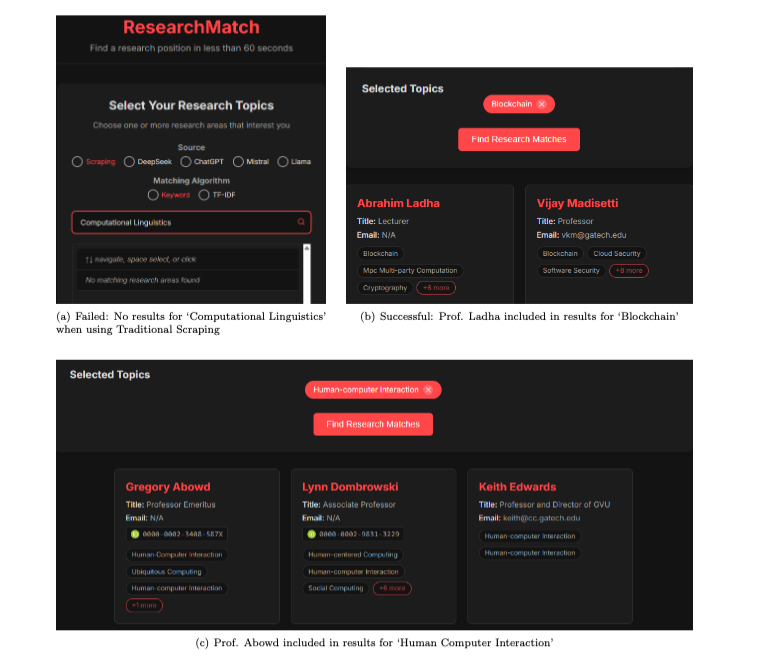 ResearchMatch
Find a research position in less than 60 seconds
Select Your Research Topics
Choose one or more research areas that interest you
Source
Scraping DeepSeek ChatGPT Mistral Llama
Matching Algorithm
Keyword TF-IDF
Computational Linguistics
↑↓ navigate, space select, or click
No matching research areas found
(a) Failed: No results for ‘Computational Linguistics’
when using Traditional Scraping
Selected Topics
Blockchain
Find Research Matches
Abrahim Ladha
Title: Lecturer
Email: N/A
Blockchain
Mpc Multi-party Computation
Cryptography +6 more
Vijay Madisetti
Title: Professor
Email: vkm@gatech.edu
Blockchain Cloud Security
Software Security +8 more
(b) Successful: Prof. Ladha included in results for ‘Blockchain’
Selected Topics
Human-computer Interaction
Find Research Matches
Gregory Abowd
Title: Professor Emeritus
Email: N/A
iD 0000-0002-3408-587X
Human-Computer Interaction
Ubiquitous Computing
Human-computer Interaction
+1 more
Lynn Dombrowski
Title: Associate Professor
Email: N/A
iD 0000-0002-9831-3229
Human-centered Computing
Human-computer Interaction
Social Computing +6 more
Keith Edwards
Title: Professor and Director of GVU
Email: keith@cc.gatech.edu
Human-computer Interaction
Human-computer Interaction
(c) Prof. Abowd included in results for ‘Human Computer Interaction’